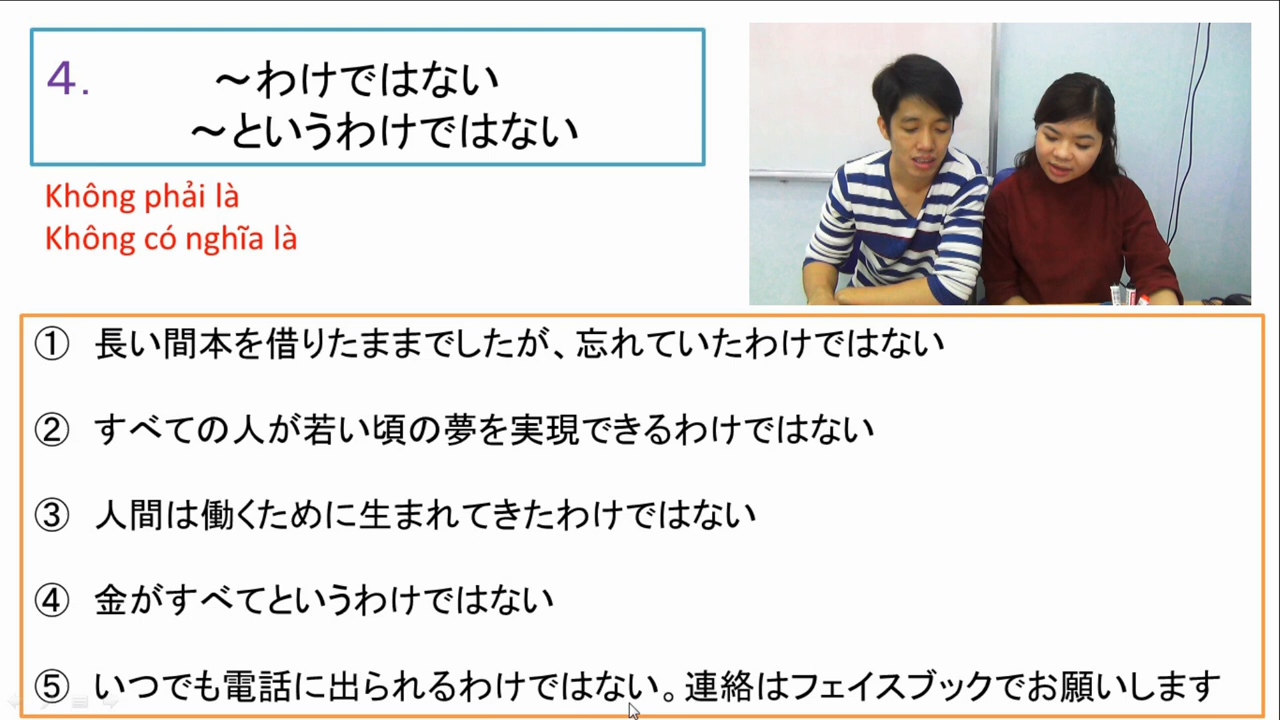 4. ～わけではない
～というわけではない
Không phải là
Không có nghĩa là
① 長い間本を借りたままでしたが、忘れていたわけではない
② すべての人が若い頃の夢を実現できるわけではない
③ 人間は働くために生まれてきたわけではない
④ 金がすべてというわけではない
⑤ いつでも電話に出られるわけではない。連絡はフェイスブックでお願いします